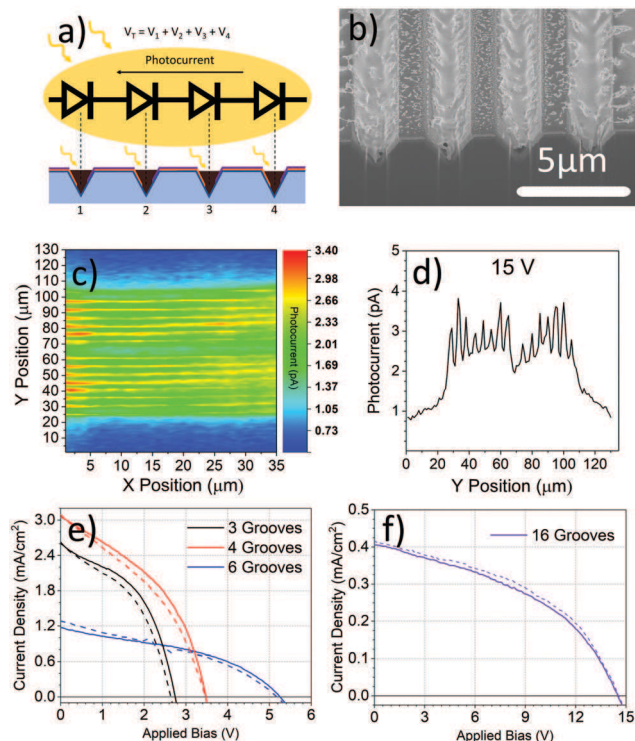 a)
V_T = V_1 + V_2 + V_3 + V_4
Photocurrent
1 2 3 4
b)
5μm
c)
Y Position (μm)
130
120
110
100
90
80
70
60
50
40
30
20
10
5 10 15 20 25 30 35
X Position (μm)
3.40
2.98
2.66
2.33
2.01
1.69
1.37
1.05
0.73
Photocurrent (pA)
d)
15 V
Photocurrent (pA)
5
4
3
2
1
0
0 20 40 60 80 100 120
Y Position (μm)
e)
Current Density (mA/cm²)
3.0
2.4
1.8
1.2
0.6
0.0
3 Grooves
4 Grooves
6 Grooves
0 1 2 3 4 5 6
Applied Bias (V)
f)
Current Density (mA/cm²)
0.5
0.4
0.3
0.2
0.1
0.0
16 Grooves
0 3 6 9 12 15
Applied Bias (V)